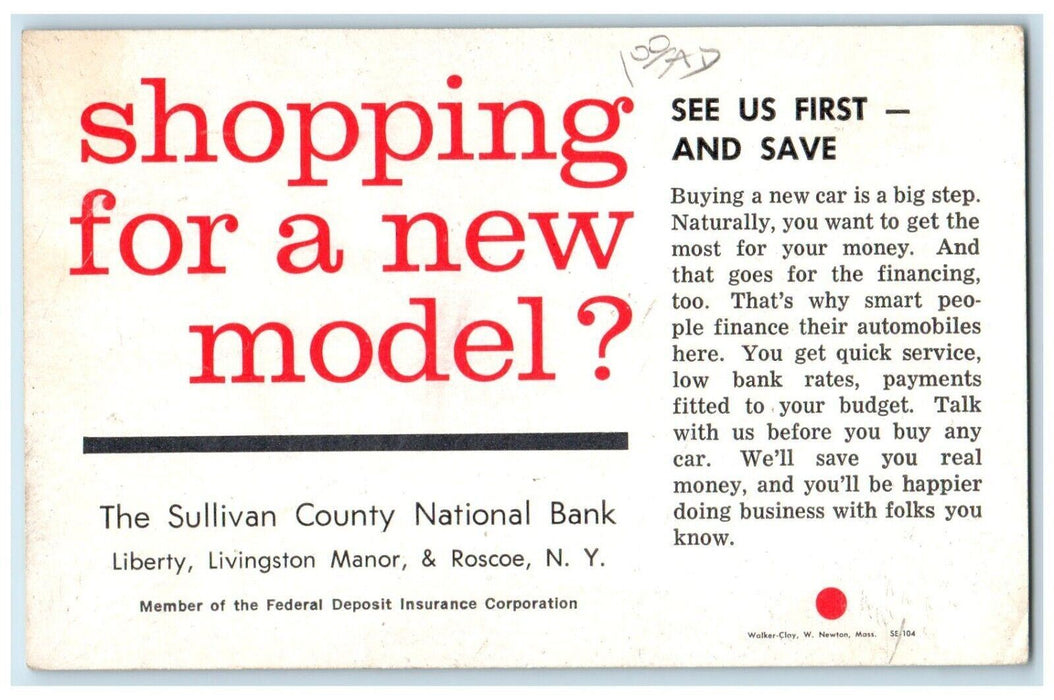 shopping
for a new
model?
The Sullivan County National Bank
Liberty, Livingston Manor, & Roscoe, N. Y.
Member of the Federal Deposit Insurance Corporation
100/AD
SEE US FIRST —
AND SAVE
Buying a new car is a big step.
Naturally, you want to get the
most for your money. And
that goes for the financing,
too. That's why smart peo-
ple finance their automobiles
here. You get quick service,
low bank rates, payments
fitted to your budget. Talk
with us before you buy any
car. We'll save you real
money, and you'll be happier
doing business with folks you
know.
Walker-Clay, W. Newton, Mass. SE-104